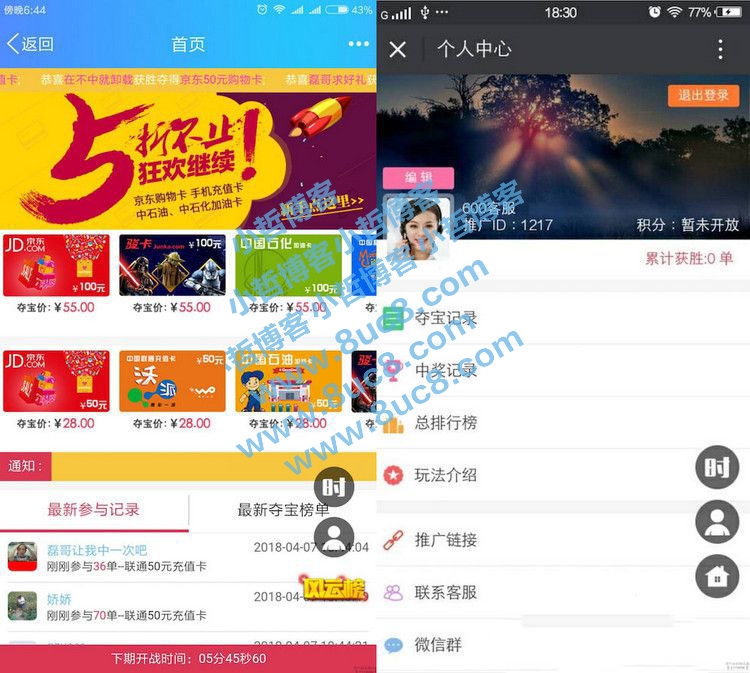 傍晚6:44
43%
返回
首页
值卡
恭喜在不中就卸载获胜夺得京东50元购物卡
恭喜磊哥求好礼获
5折不止
狂欢继续!
京东购物卡 手机充值卡
中石油、中石化加油卡
JD.京东
¥100元
骏卡
Junka.com
¥100元
中国石化
加油卡
¥100元
中国
夺宝价: ¥55.00
夺宝价: ¥55.00
夺宝价: ¥55.00
JD.京东
¥50元
中国联通充值卡
¥50元
沃派
wo
中国石油
¥50元
骏卡
夺宝价: ¥28.00
夺宝价: ¥28.00
夺宝价: ¥28.00
通知:
最新参与记录
最新夺宝榜单
时
磊哥让我中一次吧
刚刚参与36单--联通50元充值卡
2018-04-07
娇娇
刚刚参与70单--联通50元充值卡
风云榜
下期开战时间: 05分45秒60
G
18:30
77%
个人中心
退出登录
编辑
600客服
推广ID: 1217
积分: 暂未开放
累计获胜:0 单
夺宝记录
中奖记录
总排行榜
玩法介绍
推广链接
联系客服
微信群
时
小哲博客 小哲博客
小哲博客 小哲博客
www.8uc8.com
www.8uc8.com